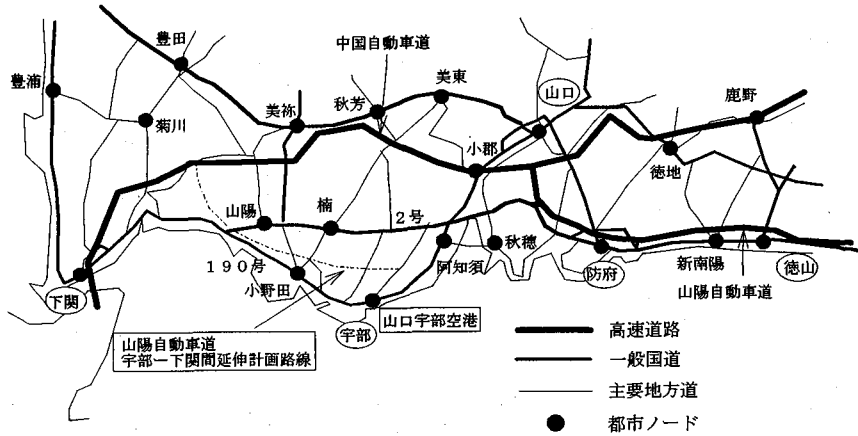 豊田
中国自動車道
豊浦
美東
美祢
秋芳
山口
鹿野
菊川
小郡
徳地
山陽
楠
2号
秋穂
190号
阿知須
小野田
防府
新南陽
徳山
下関
宇部
山口宇部空港
山陽自動車道
山陽自動車道
宇部ー下関間延伸計画路線
高速道路
一般国道
主要地方道
都市ノード